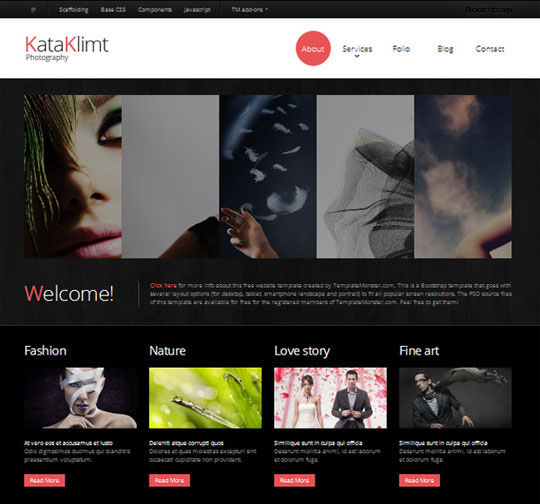 Scaffolding Base CSS Components Javascript TM add-ons Bootstrap
KataKlimt
Photography
About Services Folio Blog Contact
Welcome!
Click here for more info about this free website template created by TemplateMonster.com. This is a Bootstrap template that goes with
several layout options (for desktop, tablet, smartphone landscape and portrait) to fit all popular screen resolutions. The PSD source files
of this template are available for free for the registered members of TemplateMonster.com. Feel free to get them!
Fashion Nature Love story Fine art
At vero eos et accusamus et iusto
Odio dignissimos ducimus qui blanditiis
praesentium voluptatum.
Read More
Deleniti atque corrupti quos
Dolores et quas molestias excepturi sint
occaecati cupiditate non provident.
Read More
Similique sunt in culpa qui officia
Deserunt mollitia animi, id est laborum
et dolorum fuga.
Read More
Similique sunt in culpa qui officia
Deserunt mollitia animi, id est laborum
et dolorum fuga.
Read More